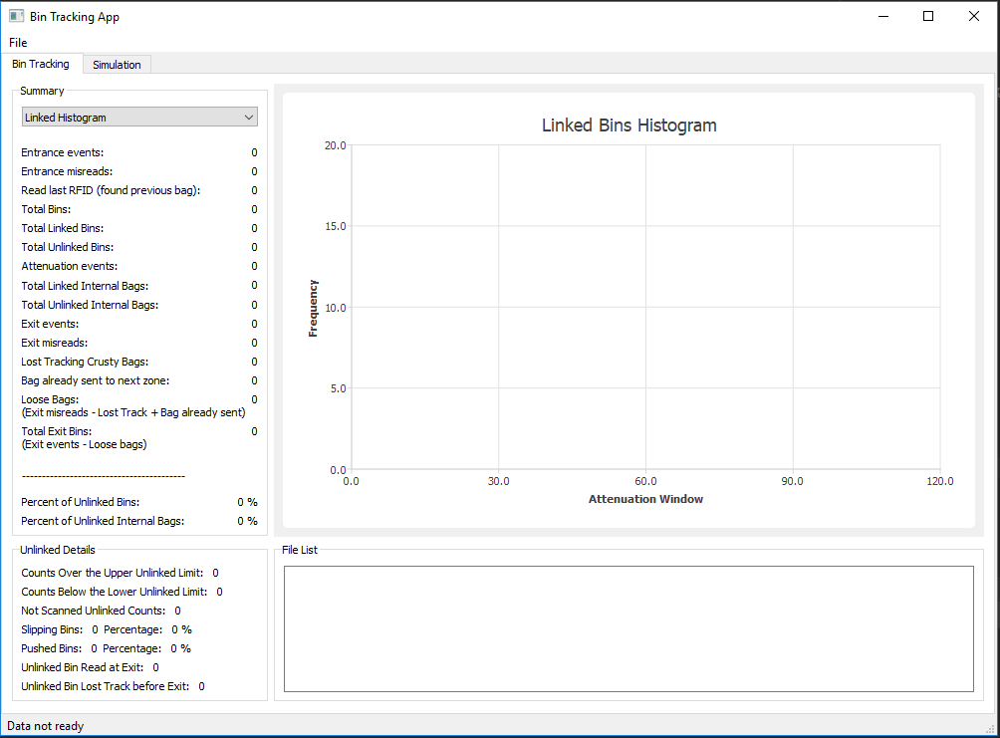 Bin Tracking App
File
Bin Tracking
Simulation
Summary
Linked Histogram
Entrance events: 0
Entrance misreads: 0
Read last RFID (found previous bag): 0
Total Bins: 0
Total Linked Bins: 0
Total Unlinked Bins: 0
Attenuation events: 0
Total Linked Internal Bags: 0
Total Unlinked Internal Bags: 0
Exit events: 0
Exit misreads: 0
Lost Tracking Crusty Bags: 0
Bag already sent to next zone: 0
Loose Bags: 0
(Exit misreads - Lost Track + Bag already sent)
Total Exit Bins: 0
(Exit events - Loose bags)
-----------------------------------------
Percent of Unlinked Bins: 0 %
Percent of Unlinked Internal Bags: 0 %
Linked Bins Histogram
Frequency
20.0
15.0
10.0
5.0
0.0
0.0 30.0 60.0 90.0 120.0
Attenuation Window
Unlinked Details
Counts Over the Upper Unlinked Limit: 0
Counts Below the Lower Unlinked Limit: 0
Not Scanned Unlinked Counts: 0
Slipping Bins: 0 Percentage: 0 %
Pushed Bins: 0 Percentage: 0 %
Unlinked Bin Read at Exit: 0
Unlinked Bin Lost Track before Exit: 0
File List
Data not ready